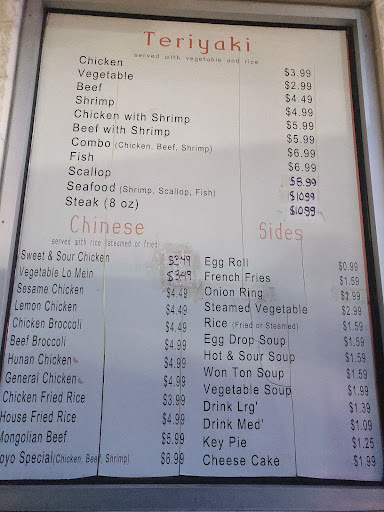 Teriyaki
served with vegetable and rice
Chicken $3.99
Vegetable $2.99
Beef $4.49
Shrimp $4.99
Chicken with Shrimp $5.99
Beef with Shrimp $5.99
Combo (Chicken, Beef, Shrimp) $6.99
Fish $6.99
Scallop $8.99
Seafood (Shrimp, Scallop, Fish) $10.99
Steak (8 oz) $10.99
Chinese
served with rice (steamed or fried)
Sweet & Sour Chicken $3.49
Vegetable Lo Mein $3.49
Sesame Chicken $4.49
Lemon Chicken $4.49
Chicken Broccoli $4.49
Beef Broccoli $4.99
Hunan Chicken $4.99
General Chicken $4.99
Chicken Fried Rice $3.99
House Fried Rice $4.99
Mongolian Beef $5.99
oyo Special (Chicken, Beef, Shrimp) $6.99
Sides
Egg Roll $0.99
French Fries $1.59
Onion Ring
Steamed Vegetable $2.99
Rice (Fried or Steamed) $1.59
Egg Drop Soup $1.59
Hot & Sour Soup $1.59
Won Ton Soup $1.59
Vegetable Soup $1.99
Drink Lrg' $1.39
Drink Med' $1.09
Key Pie $1.25
Cheese Cake $1.99